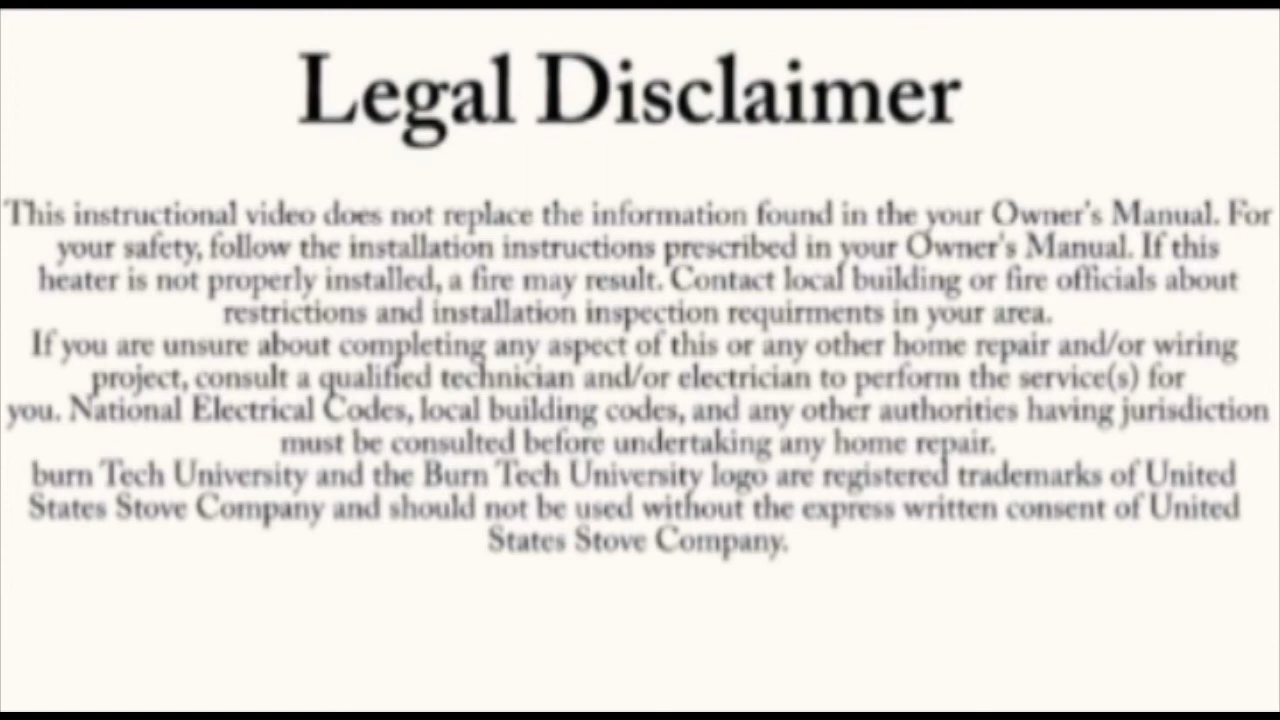 Legal Disclaimer
This instructional video does not replace the information found in the your Owner's Manual. For
your safety, follow the installation instructions prescribed in your Owner's Manual. If this
heater is not properly installed, a fire may result. Contact local building or fire officials about
restrictions and installation inspection requirments in your area.
If you are unsure about completing any aspect of this or any other home repair and/or wiring
project, consult a qualified technician and/or electrician to perform the service(s) for
you. National Electrical Codes, local building codes, and any other authorities having jurisdiction
must be consulted before undertaking any home repair.
burn Tech University and the Burn Tech University logo are registered trademarks of United
States Stove Company and should not be used without the express written consent of United
States Stove Company.